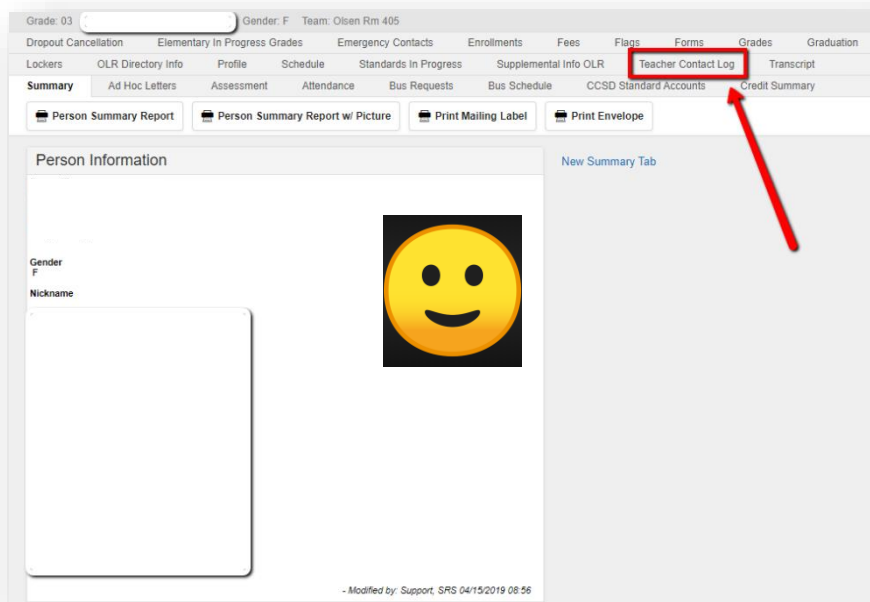 Grade: 03 Gender: F Team: Olsen Rm 405
Dropout Cancellation Elementary In Progress Grades Emergency Contacts Enrollments Fees Flags Forms Grades Graduation
Lockers OLR Directory Info Profile Schedule Standards In Progress Supplemental Info OLR Teacher Contact Log Transcript
Summary Ad Hoc Letters Assessment Attendance Bus Requests Bus Schedule CCSD Standard Accounts Credit Summary
Person Summary Report Person Summary Report w/ Picture Print Mailing Label Print Envelope
Person Information New Summary Tab
Gender
F
Nickname
- Modified by: Support, SRS 04/15/2019 08:56